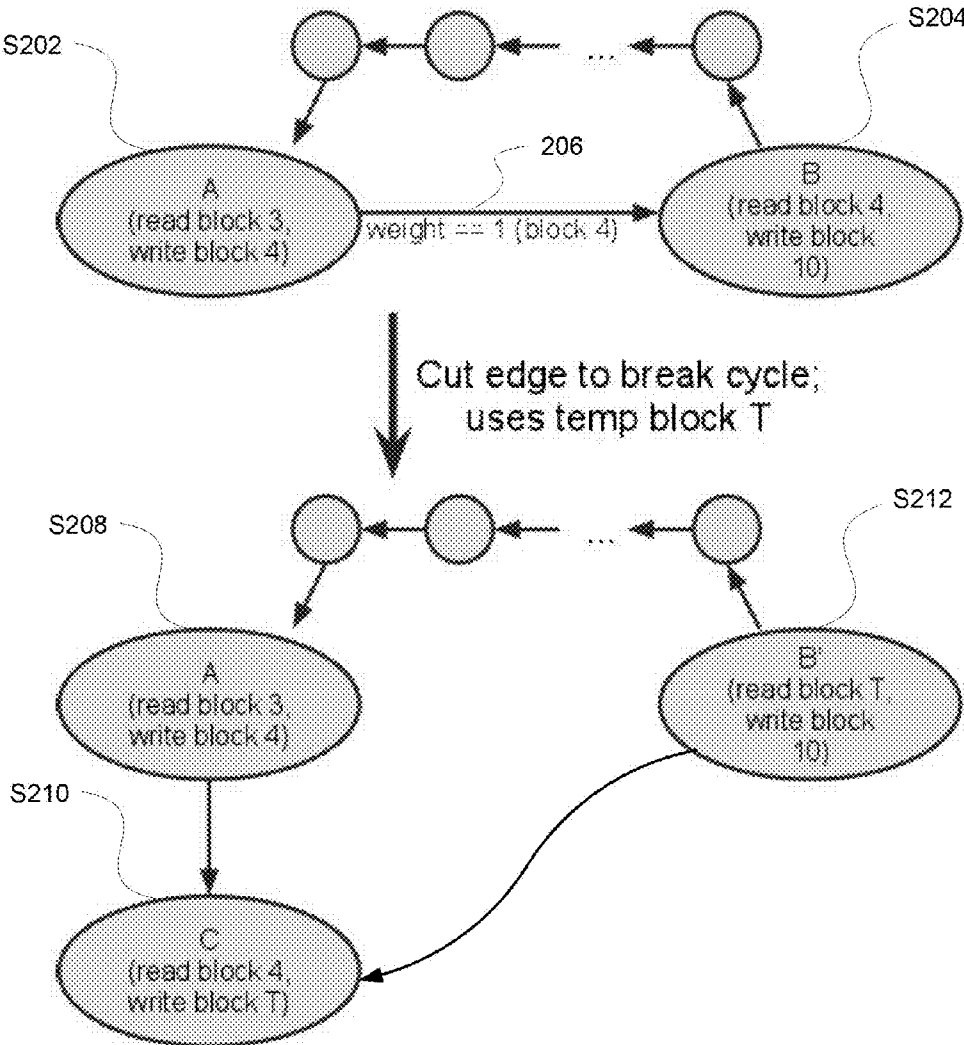 S202
S204
...
206
A
(read block 3,
write block 4)
weight == 1 (block 4)
B
(read block 4,
write block
10)
Cut edge to break cycle;
uses temp block T
S208
S212
...
A
(read block 3,
write block 4)
B'
(read block T,
write block
10)
S210
C
(read block 4,
write block T)